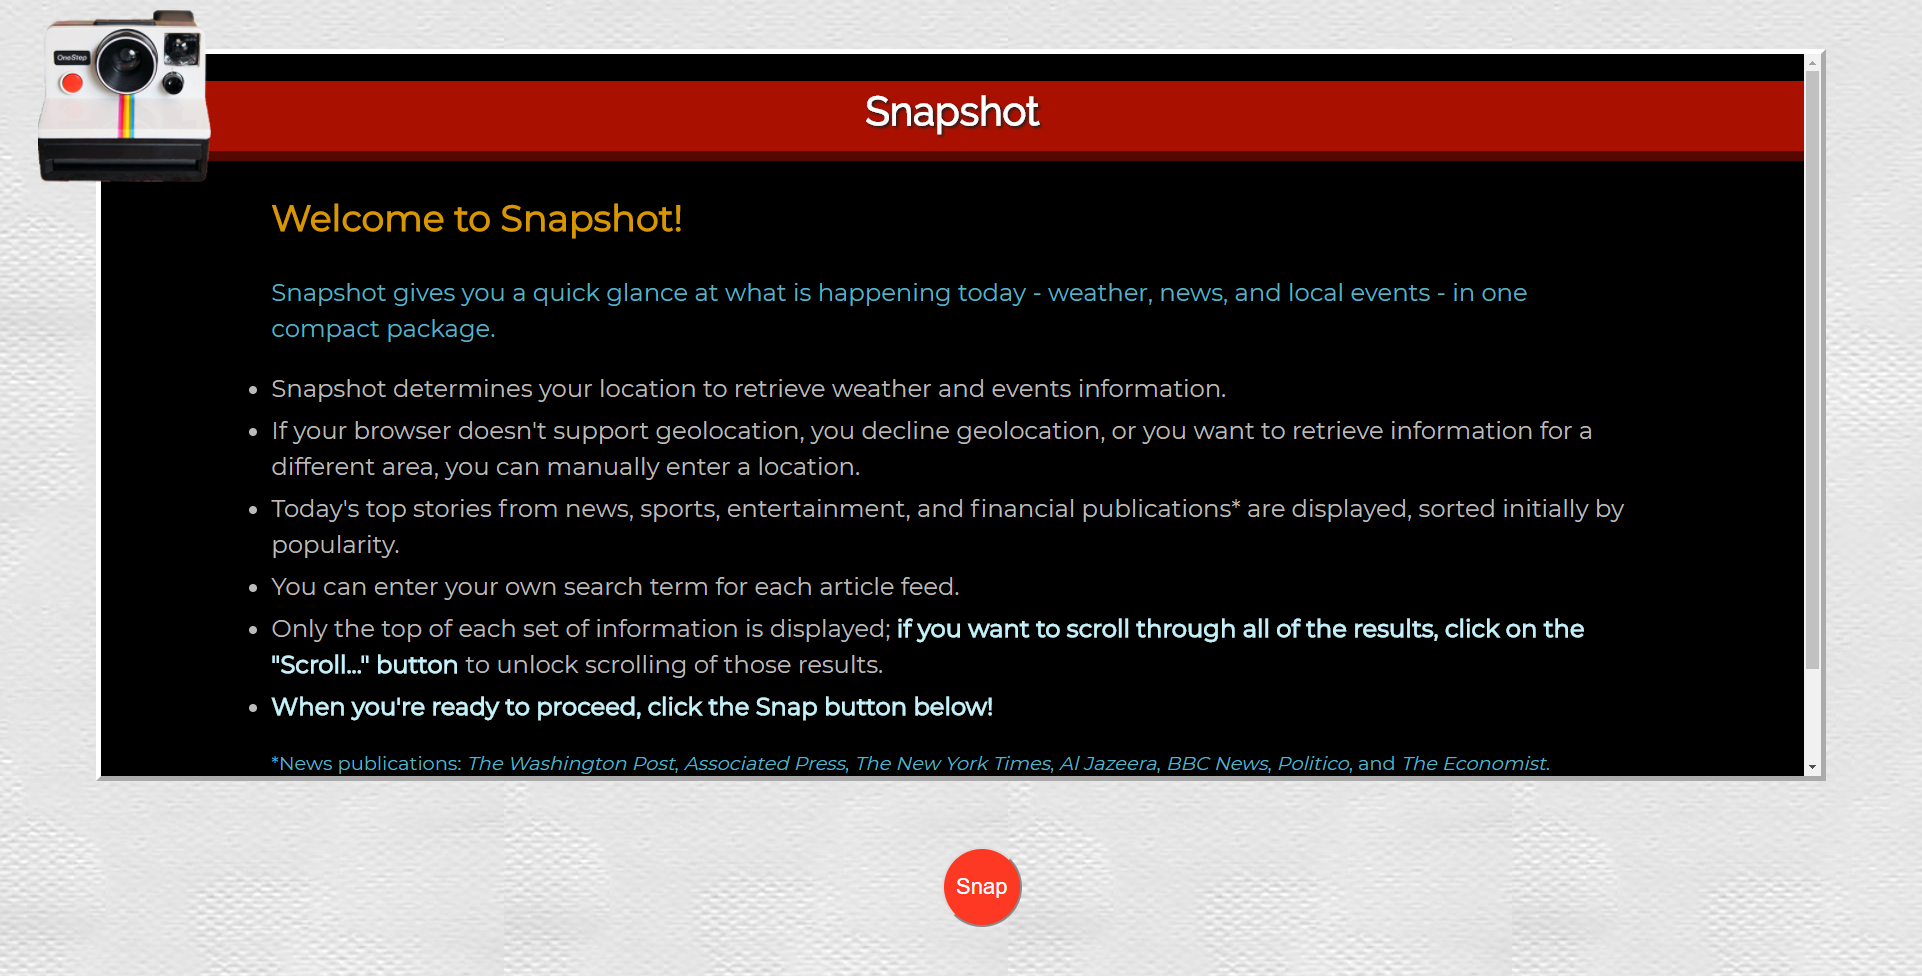 OneStep
Snapshot
Welcome to Snapshot!
Snapshot gives you a quick glance at what is happening today - weather, news, and local events - in one
compact package.
Snapshot determines your location to retrieve weather and events information.
If your browser doesn't support geolocation, you decline geolocation, or you want to retrieve information for a
different area, you can manually enter a location.
Today's top stories from news, sports, entertainment, and financial publications* are displayed, sorted initially by
popularity.
You can enter your own search term for each article feed.
Only the top of each set of information is displayed; if you want to scroll through all of the results, click on the
"Scroll..." button to unlock scrolling of those results.
When you're ready to proceed, click the Snap button below!
*News publications: The Washington Post, Associated Press, The New York Times, Al Jazeera, BBC News, Politico, and The Economist.
Snap